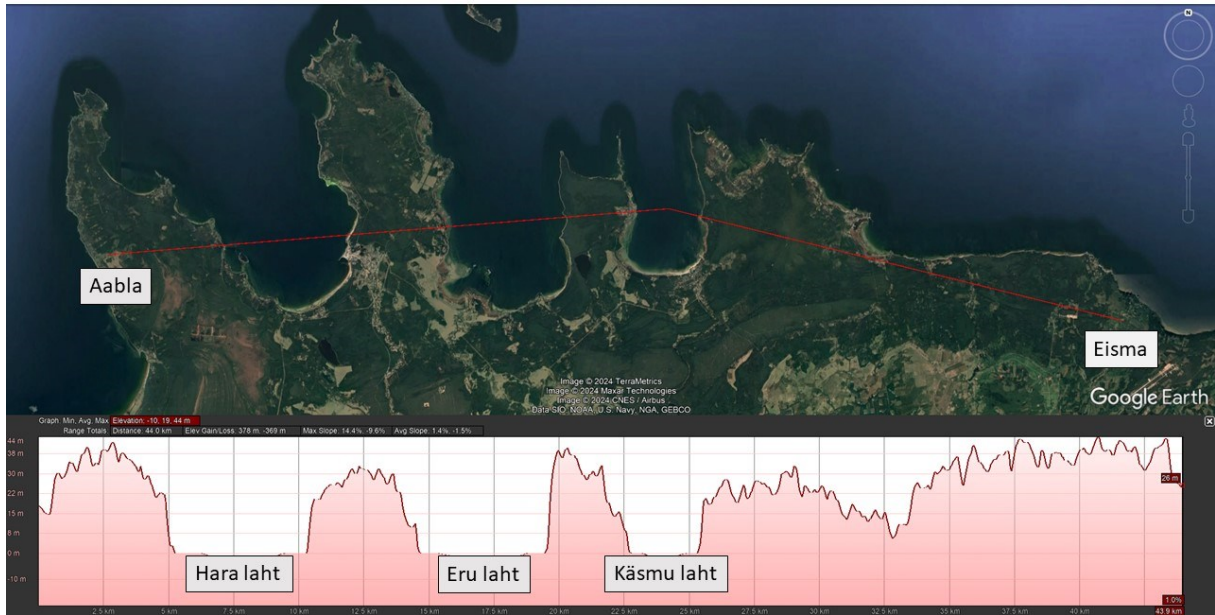 N
Aabla
Eisma
Image © 2024 TerraMetrics
Image © 2024 Maxar Technologies
Image © 2024 CNES / Airbus
Data SIO, NOAA, U.S. Navy, NGA, GEBCO
Google Earth
Graph: Min, Avg, Max Elevation: -10, 19, 44 m
Range Totals: Distance: 44.0 km Elev Gain/Loss: 378 m, -369 m Max Slope: 14.4%, -9.6% Avg Slope: 1.4%, -1.5%
44 m
38 m
30 m
22 m
15 m
8 m
0 m
-10 m
26 m
Hara laht
Eru laht
Käsmu laht
1.0%
2.5 km 5 km 7.5 km 10 km 12.5 km 15 km 17.5 km 20 km 22.5 km 25 km 27.5 km 30 km 32.5 km 35 km 37.5 km 40 km 43.9 km